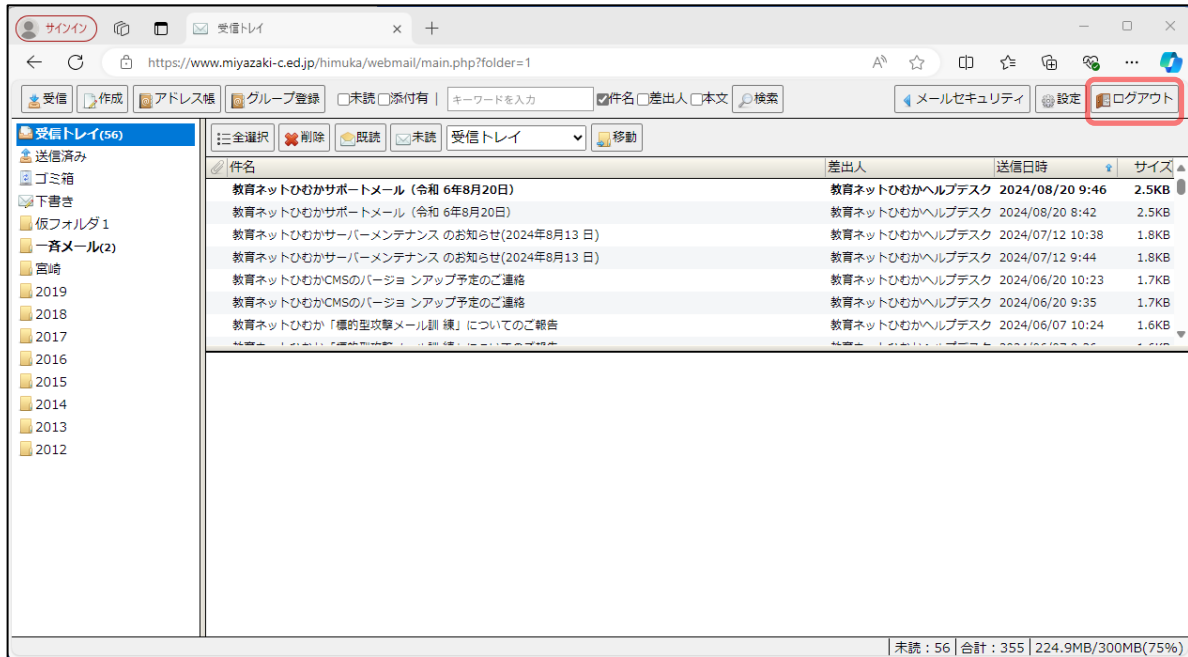 サインイン 受信トレイ
https://www.miyazaki-c.ed.jp/himuka/webmail/main.php?folder=1
受信 作成 アドレス帳 グループ登録 未読 添付有 | キーワードを入力 件名 差出人 本文 検索 メールセキュリティ 設定 ログアウト
受信トレイ(56)
送信済み
ゴミ箱
下書き
仮フォルダ1
一斉メール(2)
宮崎
2019
2018
2017
2016
2015
2014
2013
2012
全選択 削除 既読 未読 受信トレイ 移動
件名 差出人 送信日時 サイズ
教育ネットひむかサポートメール（令和 6年8月20日） 教育ネットひむかヘルプデスク 2024/08/20 9:46 2.5KB
教育ネットひむかサポートメール（令和 6年8月20日） 教育ネットひむかヘルプデスク 2024/08/20 8:42 2.5KB
教育ネットひむかサーバーメンテナンス のお知らせ(2024年8月13 日) 教育ネットひむかヘルプデスク 2024/07/12 10:38 1.8KB
教育ネットひむかサーバーメンテナンス のお知らせ(2024年8月13 日) 教育ネットひむかヘルプデスク 2024/07/12 9:44 1.8KB
教育ネットひむかCMSのバージョ ンアップ予定のご連絡 教育ネットひむかヘルプデスク 2024/06/20 10:23 1.7KB
教育ネットひむかCMSのバージョ ンアップ予定のご連絡 教育ネットひむかヘルプデスク 2024/06/20 9:35 1.7KB
教育ネットひむか「標的型攻撃メール訓 練」についてのご報告 教育ネットひむかヘルプデスク 2024/06/07 10:24 1.6KB
未読：56 合計：355 224.9MB/300MB(75%)